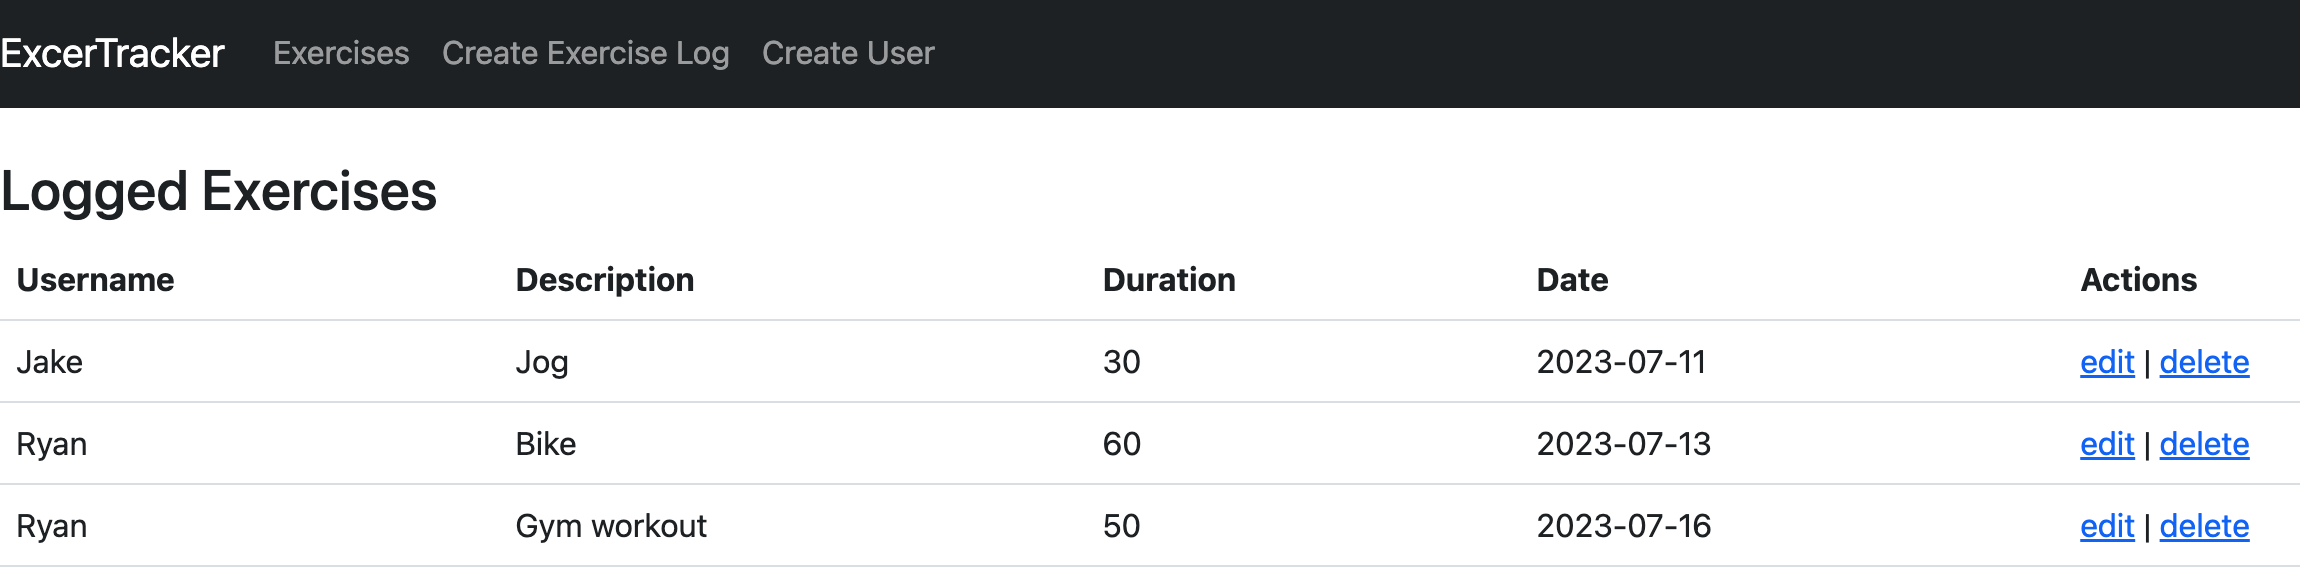 ExcerTracker Exercises Create Exercise Log Create User
Logged Exercises
Username Description Duration Date Actions
Jake Jog 30 2023-07-11 edit | delete
Ryan Bike 60 2023-07-13 edit | delete
Ryan Gym workout 50 2023-07-16 edit | delete